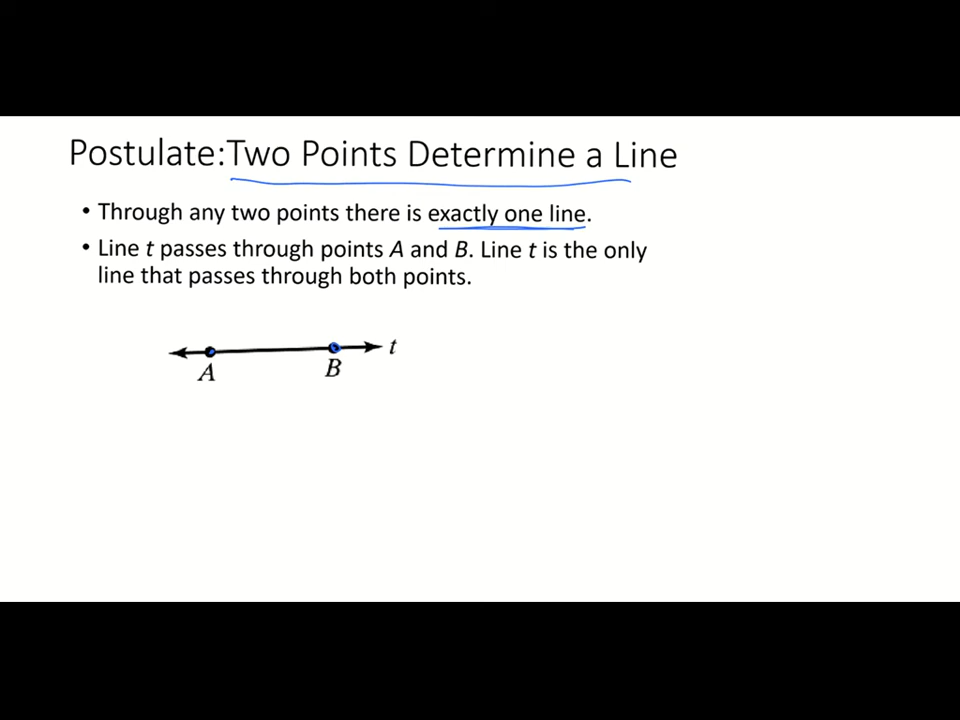 Postulate:Two Points Determine a Line
• Through any two points there is exactly one line.
• Line t passes through points A and B. Line t is the only
line that passes through both points.
t
A B